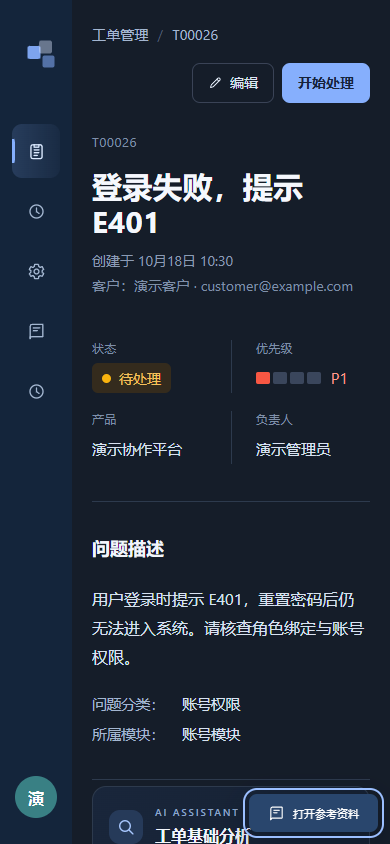 工单管理 / T00026
编辑
开始处理
T00026
登录失败，提示
E401
创建于 10月18日 10:30
客户：演示客户 · customer@example.com
状态
优先级
待处理
P1
产品
负责人
演示协作平台
演示管理员
问题描述
用户登录时提示 E401，重置密码后仍
无法进入系统。请核查角色绑定与账号
权限。
问题分类： 账号权限
所属模块： 账号模块
AI ASSISTANT
工单基础分析
打开参考资料
演